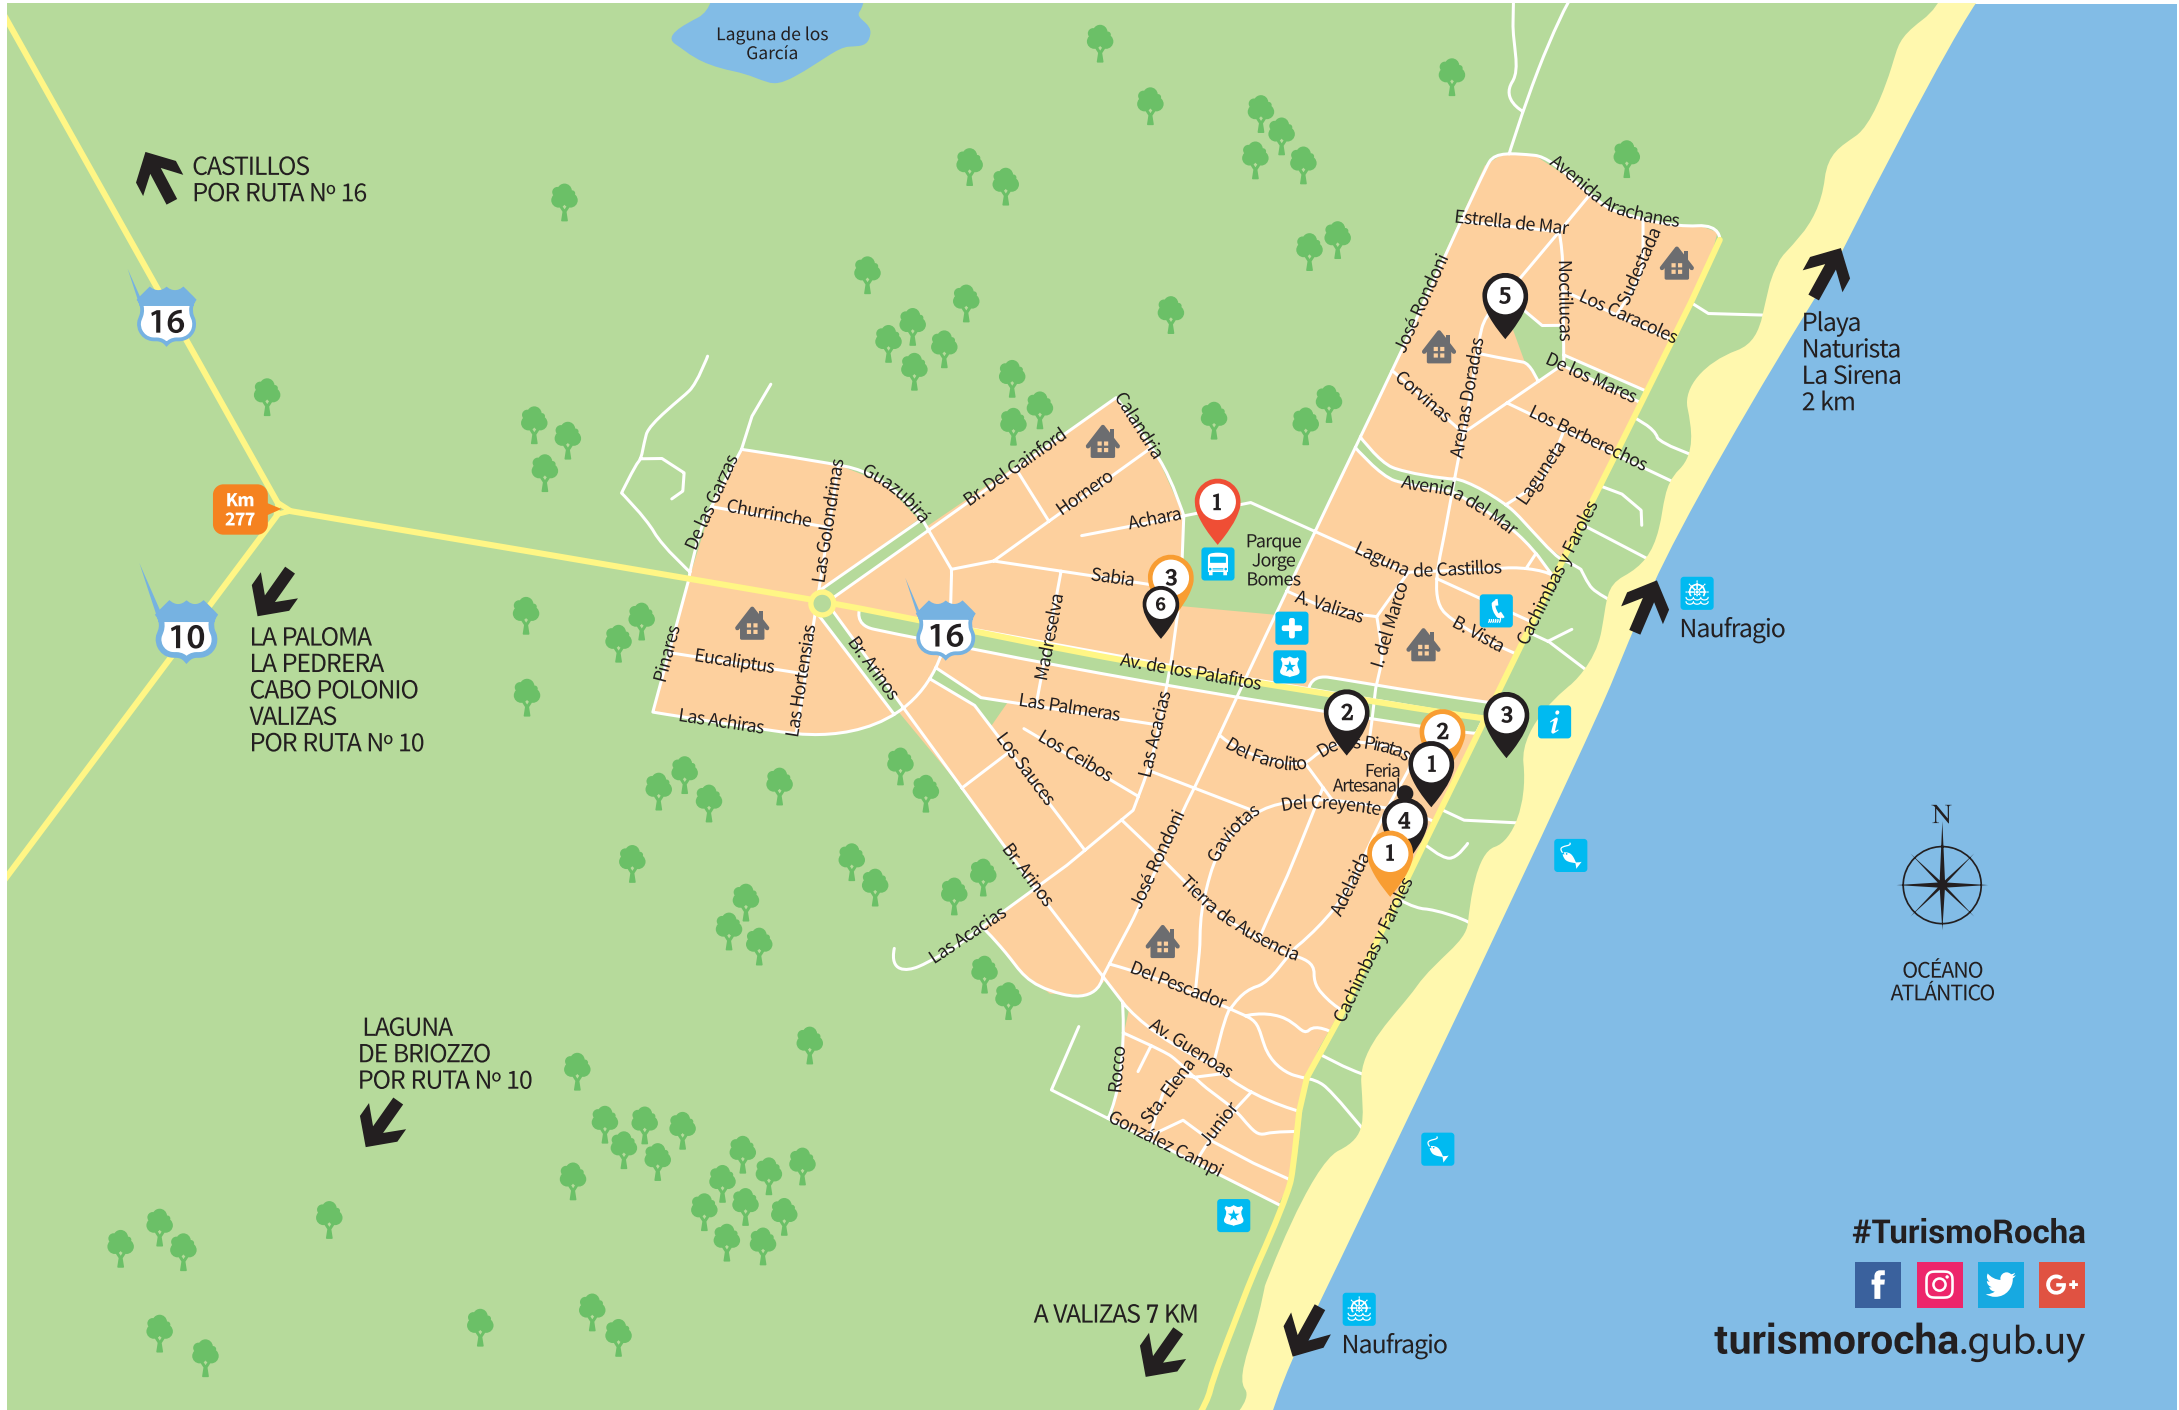 Laguna de los
García
CASTILLOS
POR RUTA Nº 16
16
Km
277
10
LA PALOMA
LA PEDRERA
CABO POLONIO
VALIZAS
POR RUTA Nº 10
LAGUNA
DE BRIOZZO
POR RUTA Nº 10
A VALIZAS 7 KM
De las Garzas
Churrinche
Las Golondrinas
Guazubirá
Br. Del Gainford
Calandria
Hornero
Achara
Sabia
Madreselva
Pinares
Eucaliptus
Las Hortensias
Las Achiras
Br. Arinos
16
Av. de los Palafitos
Las Palmeras
Los Ceibos
Los Sauces
Las Acacias
Br. Arinos
Las Acacias
José Rondoni
1
Parque
Jorge
Bomes
3
6
Avenida Arachanes
Estrella de Mar
Sudestada
Noctilucas
Los Caracoles
José Rondoni
5
De los Mares
Corvinas
Arenas Doradas
Los Berberechos
Laguneta
Avenida del Mar
Cachimbas y Faroles
Laguna de Castillos
A. Valizas
I. del Marco
B. Vista
2
3
2
1
4
1
i
Del Farolito
Piratas
Feria
Artesanal
Del Creyente
Gaviotas
Adelaida
Tierra de Ausencia
Cachimbas y Faroles
Del Pescador
Av. Guenoas
Rocco
Sta. Elena
Junior
González Campi
Playa
Naturista
La Sirena
2 km
Naufragio
Naufragio
N
OCÉANO
ATLÁNTICO
#TurismoRocha
f
G+
turismorocha.gub.uy